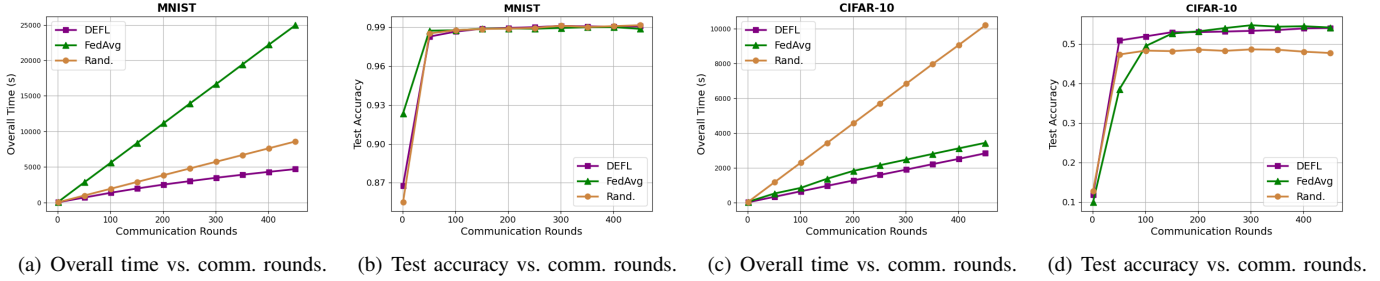 MNIST
Overall Time (s)
25000
20000
15000
10000
5000
0
DEFL
FedAvg
Rand.
0 100 200 300 400
Communication Rounds
(a) Overall time vs. comm. rounds.
MNIST
Test Accuracy
0.99
0.96
0.93
0.90
0.87
DEFL
FedAvg
Rand.
0 100 200 300 400
Communication Rounds
(b) Test accuracy vs. comm. rounds.
CIFAR-10
Overall Time (s)
10000
8000
6000
4000
2000
0
DEFL
FedAvg
Rand.
0 100 200 300 400
Communication Rounds
(c) Overall time vs. comm. rounds.
CIFAR-10
Test Accuracy
0.5
0.4
0.3
0.2
0.1
DEFL
FedAvg
Rand.
0 100 200 300 400
Communication Rounds
(d) Test accuracy vs. comm. rounds.